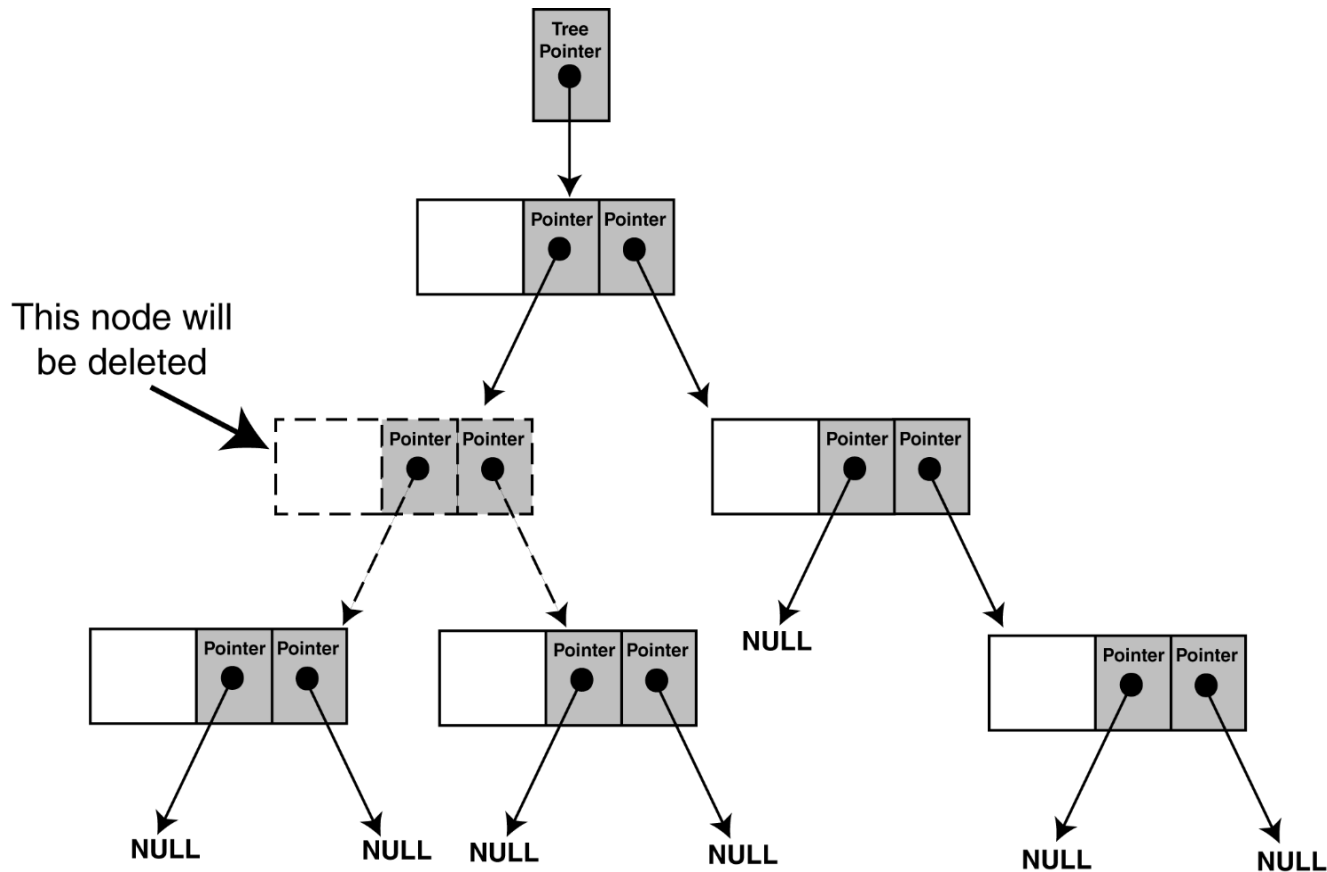 Tree
Pointer
Pointer Pointer
This node will
be deleted
Pointer Pointer
Pointer Pointer
NULL
Pointer Pointer
Pointer Pointer
Pointer Pointer
NULL
NULL
NULL
NULL
NULL
NULL